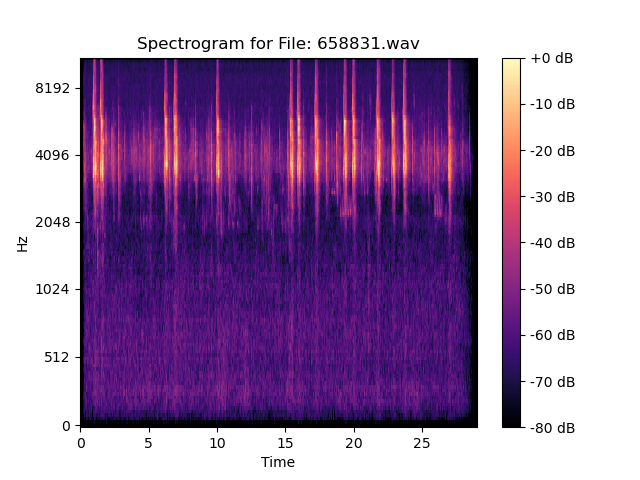 Spectrogram for File: 658831.wav
Hz
8192
4096
2048
1024
512
0
0 5 10 15 20 25
Time
+0 dB
-10 dB
-20 dB
-30 dB
-40 dB
-50 dB
-60 dB
-70 dB
-80 dB